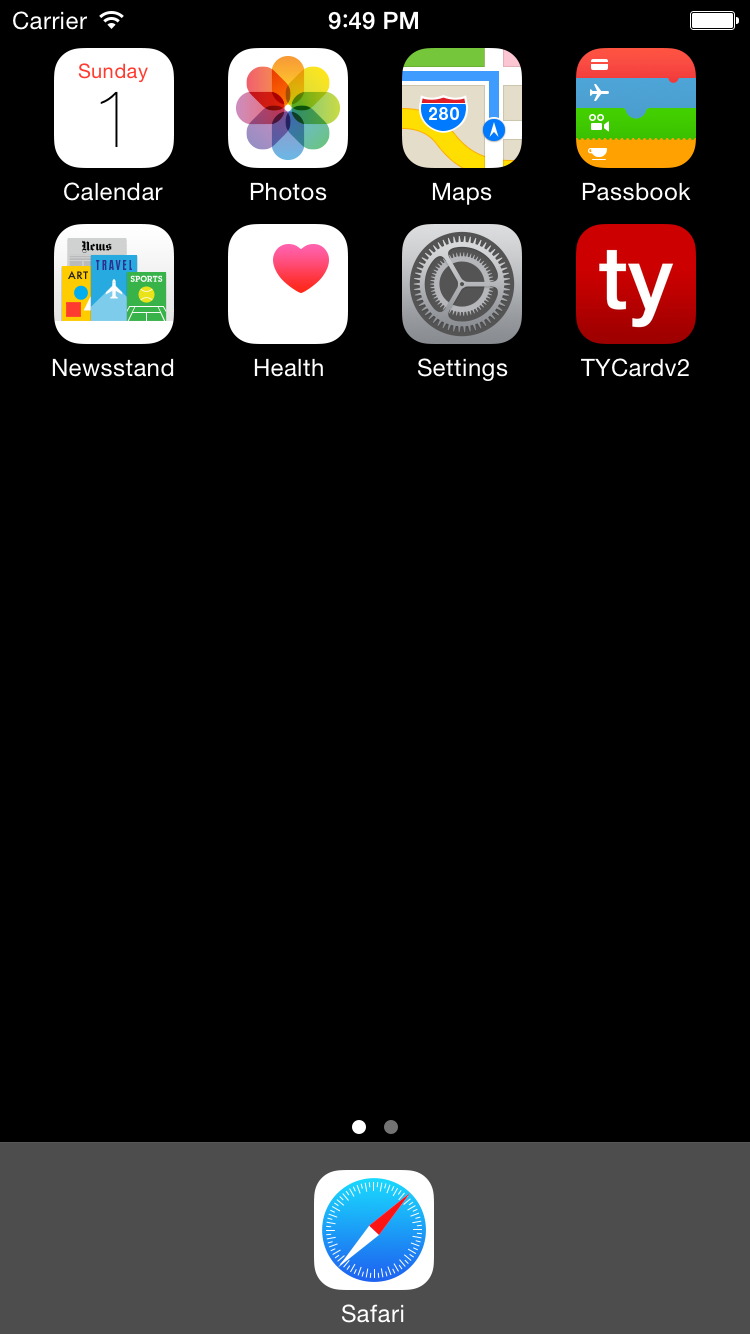 Carrier 9:49 PM
Sunday
1
280
ty
Calendar Photos Maps Passbook
News
TRAVEL
ART
SPORTS
Newsstand Health Settings TYCardv2
Safari